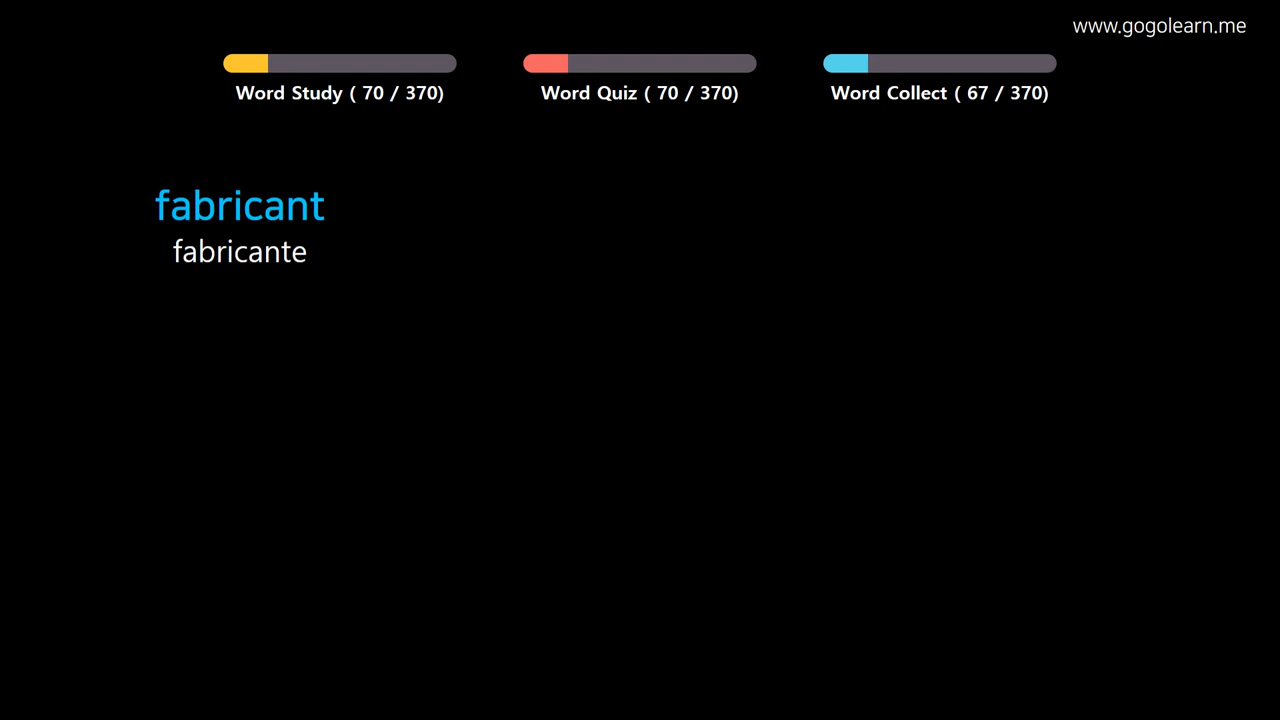 www.gogolearn.me
Word Study ( 70 / 370)
Word Quiz ( 70 / 370)
Word Collect ( 67 / 370)
fabricant
fabricante